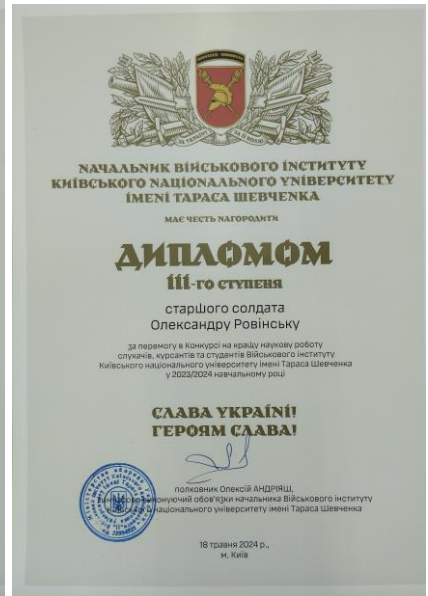 НАЧАЛЬНИК ВІЙСЬКОВОГО ІНСТИТУТУ
КИЇВСЬКОГО НАЦІОНАЛЬНОГО УНІВЕРСИТЕТУ
ІМЕНІ ТАРАСА ШЕВЧЕНКА
МАЄ ЧЕСТЬ НАГОРОДИТИ
ДИПЛОМОМ
ІІІ-ГО СТУПЕНЯ
старшого солдата
Олександру Ровінську
за перемогу в Конкурсі на кращу наукову роботу
слухачів, курсантів та студентів Військового інституту
Київського національного університету імені Тараса Шевченка
у 2023/2024 навчальному році
СЛАВА УКРАЇНІ!
ГЕРОЯМ СЛАВА!
полковник Олексій АНДРІЯШ,
тимчасово виконуючий обов'язки начальника Військового інституту
Київського національного університету імені Тараса Шевченка
18 травня 2024 р.,
м. Київ